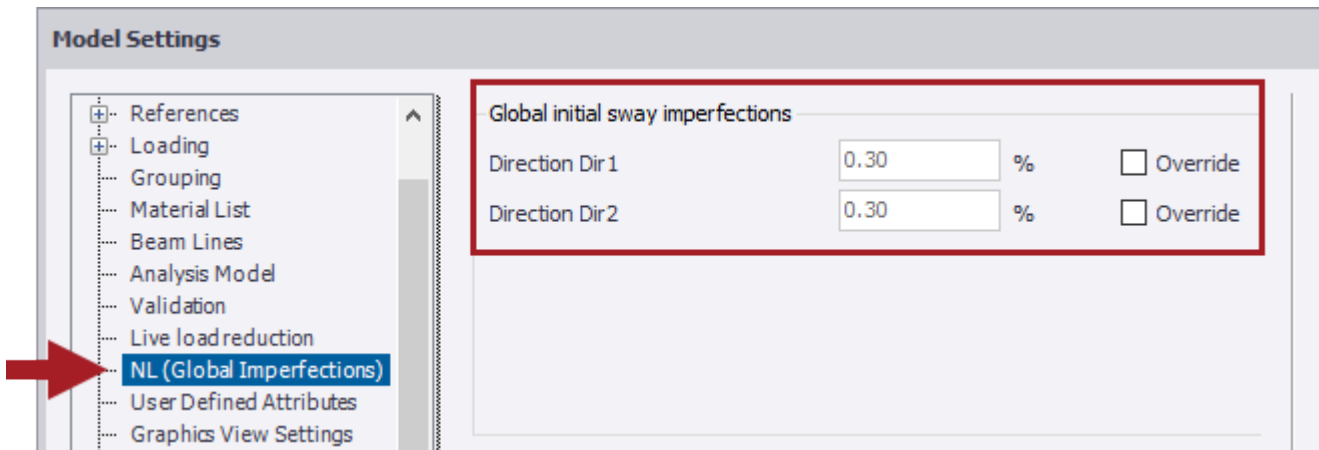 Model Settings
References
Loading
Grouping
Material List
Beam Lines
Analysis Model
Validation
Live load reduction
NL (Global Imperfections)
User Defined Attributes
Graphics View Settings
Global initial sway imperfections
Direction Dir1 0.30 % Override
Direction Dir2 0.30 % Override